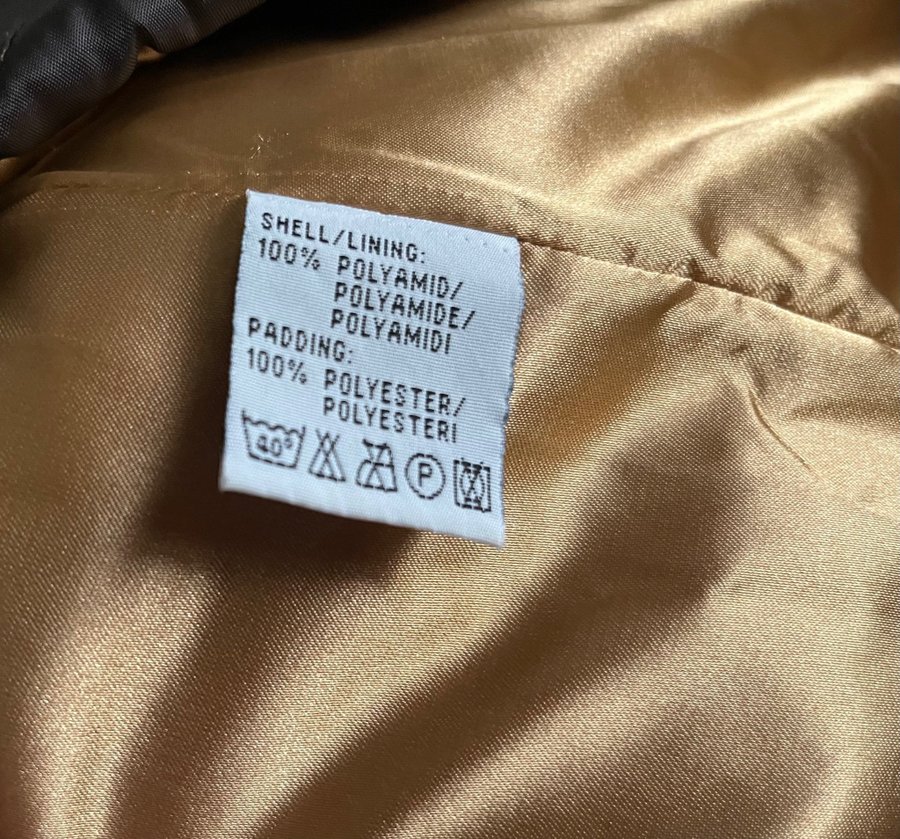 SHELL/LINING:
100% POLYAMID/
POLYAMIDE/
POLYAMIDI
PADDING:
100% POLYESTER/
POLYESTERI
40° P